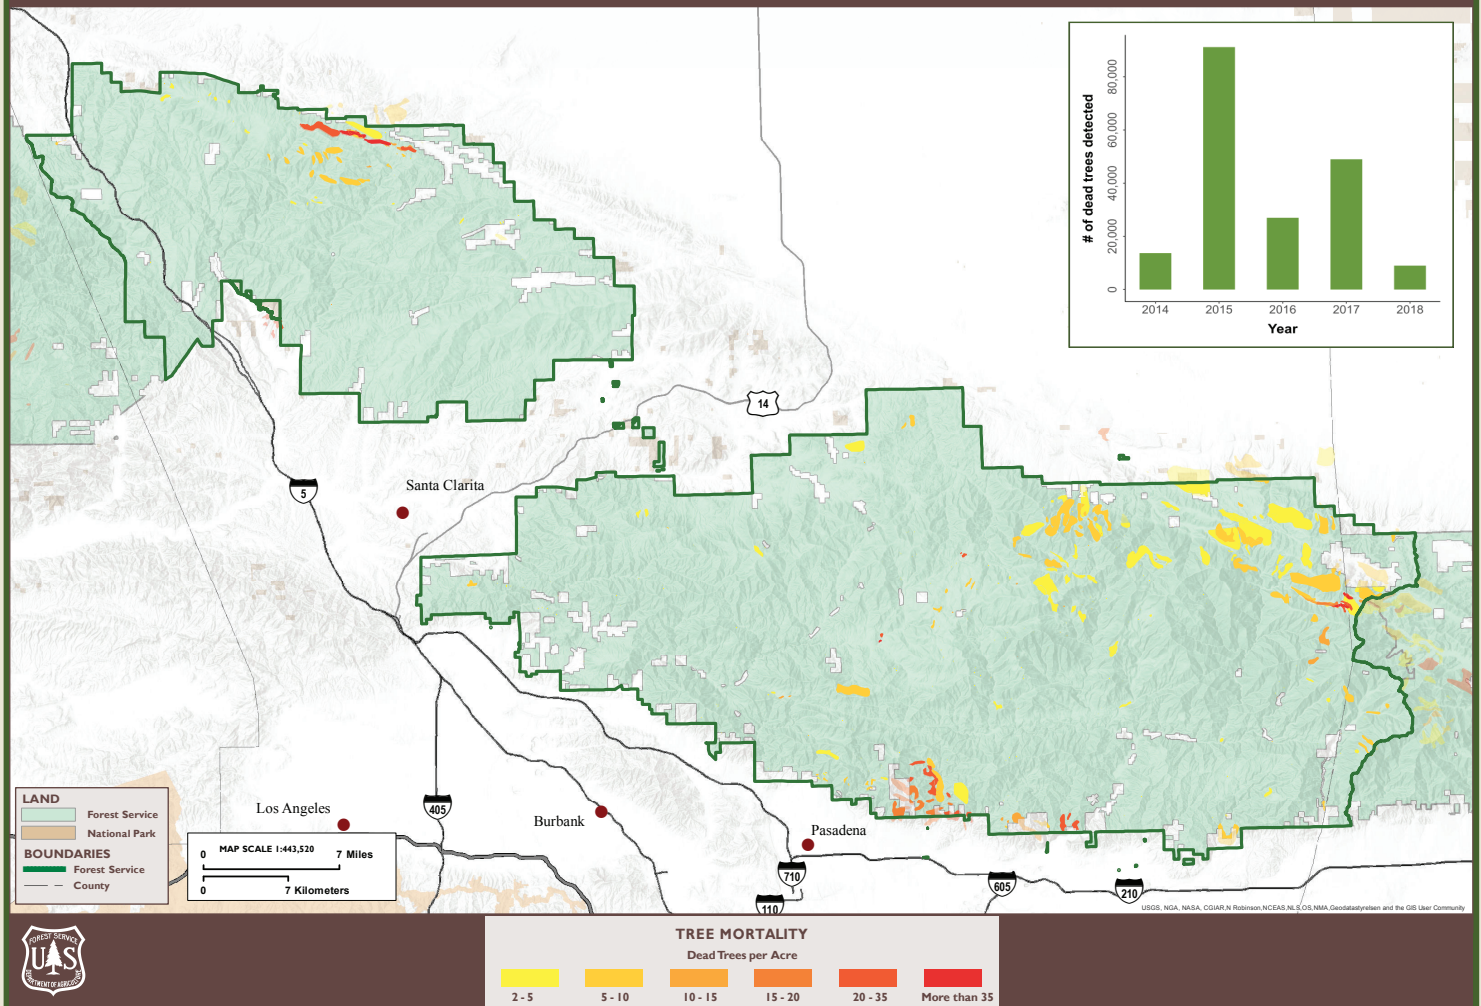 # of dead trees detected
80,000
60,000
40,000
20,000
0
2014 2015 2016 2017 2018
Year
14
5
Santa Clarita
LAND
Forest Service
National Park
BOUNDARIES
Forest Service
County
Los Angeles
405
Burbank
Pasadena
710
110
605
210
MAP SCALE 1:443,520
0 7 Miles
0 7 Kilometers
USGS, NGA, NASA, CGIAR,N Robinson,NCEAS,NLS,OS,NMA,Geodatastyrelsen and the GIS User Community
FOREST SERVICE
U S
DEPARTMENT OF AGRICULTURE
TREE MORTALITY
Dead Trees per Acre
2 - 5 5 - 10 10 - 15 15 - 20 20 - 35 More than 35